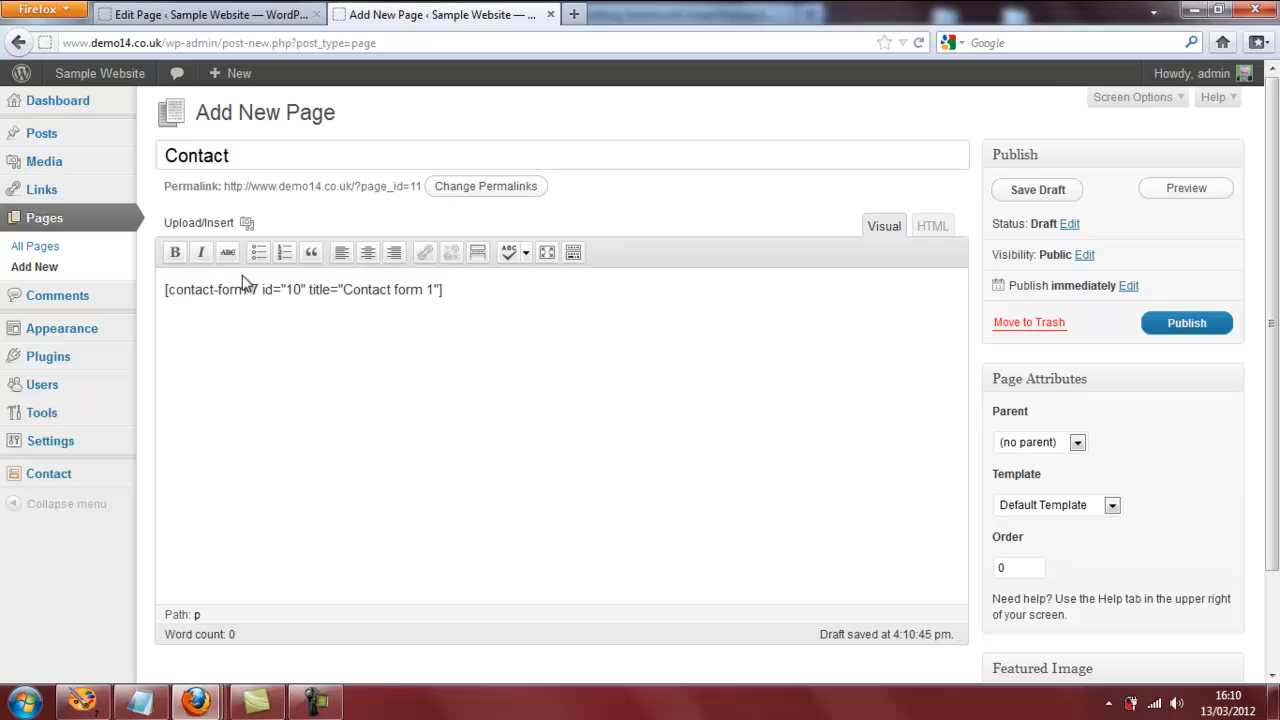 Firefox
Edit Page ‹ Sample Website — WordP...
Add New Page ‹ Sample Website — ...
www.demo14.co.uk/wp-admin/post-new.php?post_type=page
Google
Sample Website
New
Howdy, admin
Screen Options
Help
Dashboard
Posts
Media
Links
Pages
All Pages
Add New
Comments
Appearance
Plugins
Users
Tools
Settings
Contact
Collapse menu
Add New Page
Contact
Permalink: http://www.demo14.co.uk/?page_id=11 Change Permalinks
Upload/Insert
Visual HTML
B I ABC ABC
[contact-form-7 id="10" title="Contact form 1"]
Path: p
Word count: 0
Draft saved at 4:10:45 pm.
Publish
Save Draft
Preview
Status: Draft Edit
Visibility: Public Edit
Publish immediately Edit
Move to Trash
Publish
Page Attributes
Parent
(no parent)
Template
Default Template
Order
0
Need help? Use the Help tab in the upper right
of your screen.
Featured Image
16:10
13/03/2012